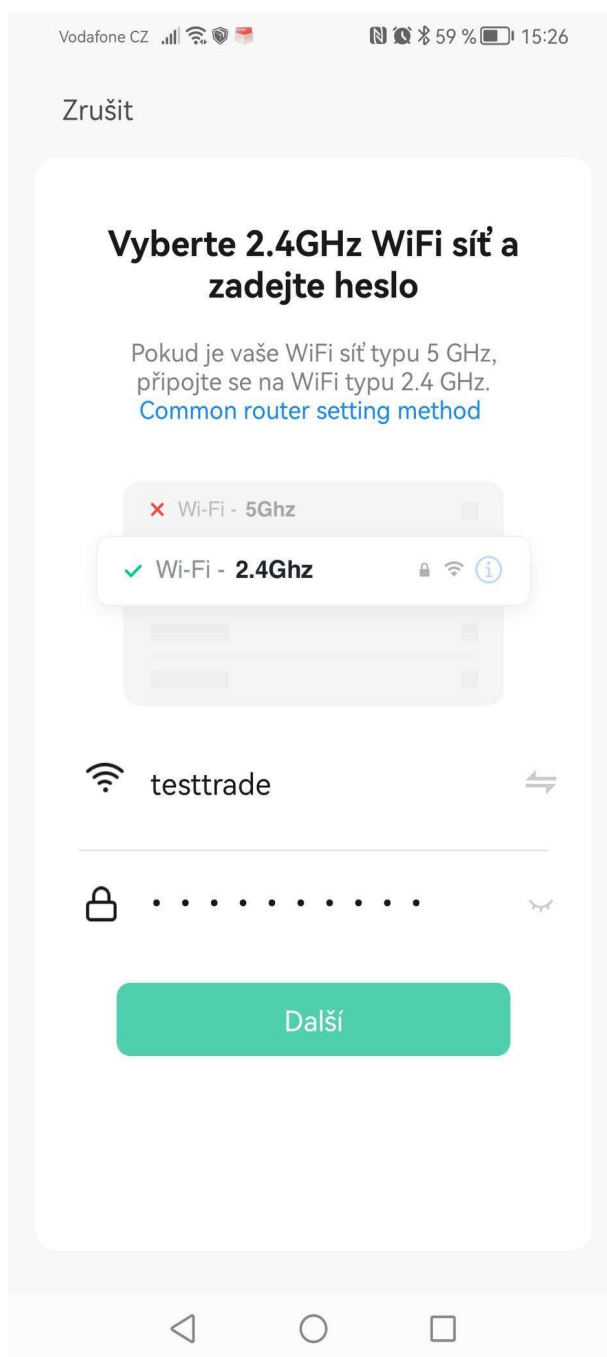 Vodafone CZ 59 % 15:26
Zrušit
Vyberte 2.4GHz WiFi síť a
zadejte heslo
Pokud je vaše WiFi síť typu 5 GHz,
připojte se na WiFi typu 2.4 GHz.
Common router setting method
Wi-Fi - 5Ghz
Wi-Fi - 2.4Ghz
testtrade
Další